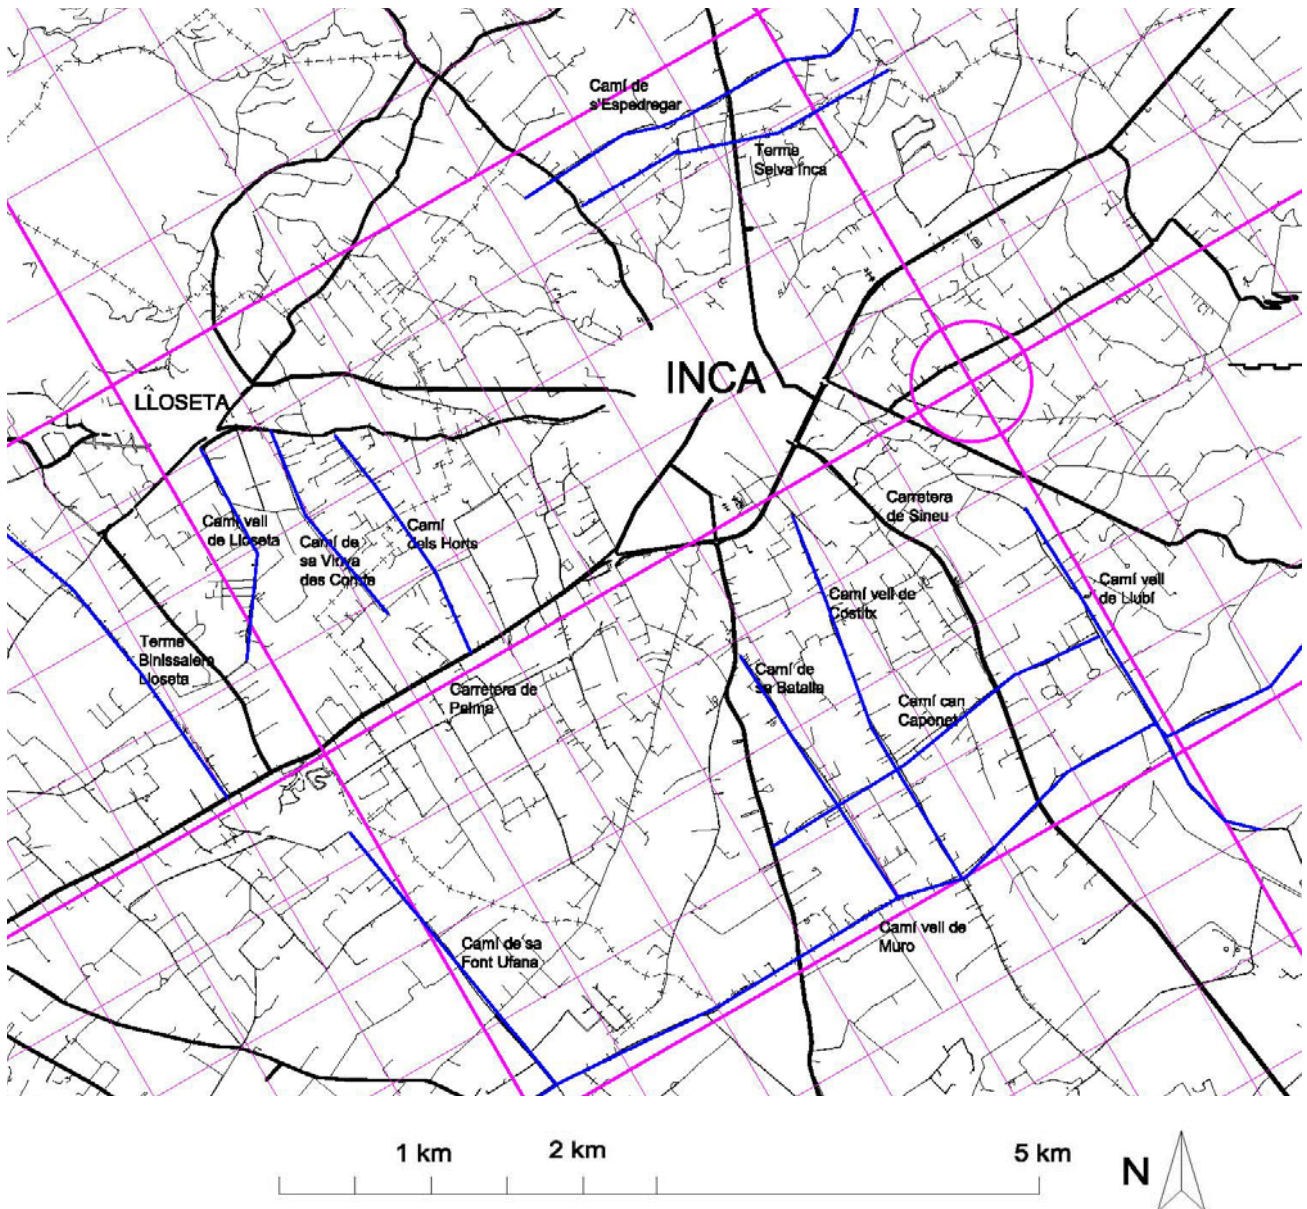 Camí de
s'Espedregar
Terme
Selva Inca
INCA
LLOSETA
Carretera
de Sineu
Camí vell
de Lloseta
Camí de
sa Vinya
des Comte
Camí
dels Horts
Camí vell
de Llubí
Camí vell de
Costitx
Terme
Binissalem
Lloseta
Carretera de
Palma
Camí de
sa Batalla
Camí can
Caponet
Camí de sa
Font Ufana
Camí vell de
Muro
1 km
2 km
5 km
N